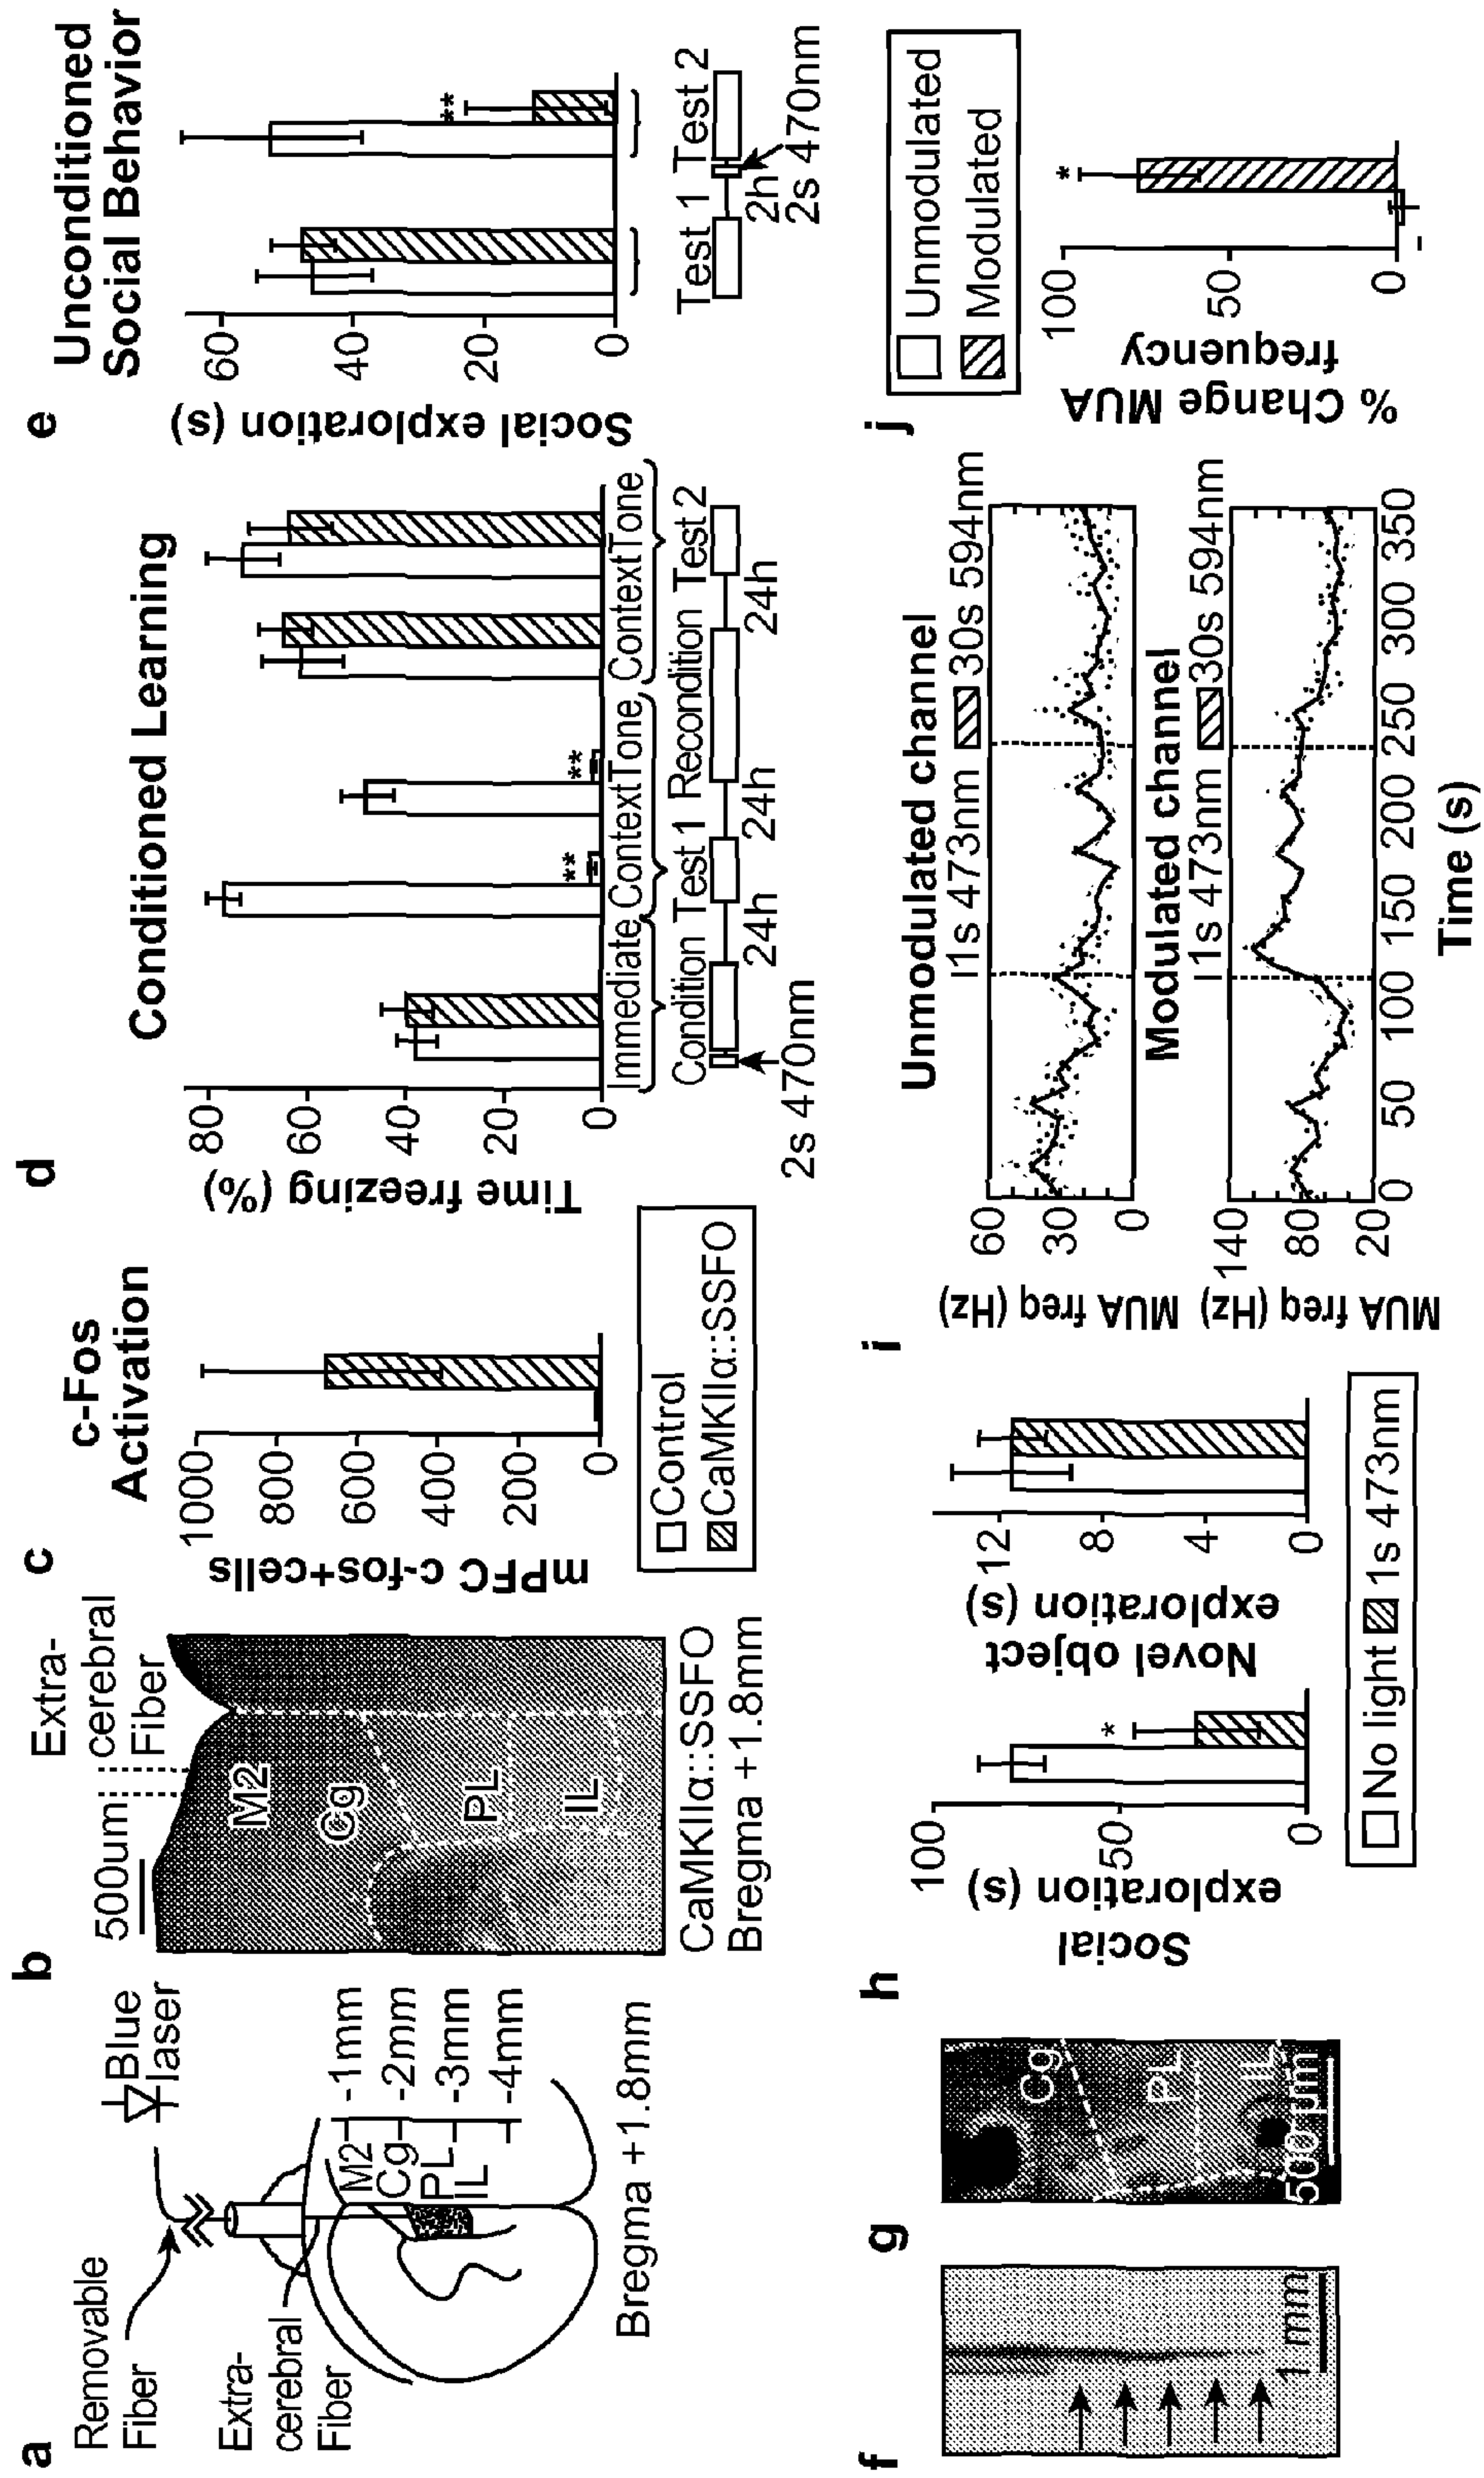 a
Removable
Fiber
Blue
laser
Extra-
cerebral
Fiber
M2
Cg
PL
IL
-1mm
-2mm
-3mm
-4mm
Bregma +1.8mm
b
500um
Extra-
cerebral
Fiber
M2
Cg
PL
IL
CaMKIIα::SSFO
Bregma +1.8mm
c
c-Fos
Activation
mPFC c-fos+cells
1000
800
600
400
200
0
Control
CaMKIIα::SSFO
d
Conditioned Learning
Time freezing (%)
80
60
40
20
0
**
**
Immediate Context Tone Context Tone
Condition Test 1 Recondition Test 2
24h 24h 24h
2s 470nm
e
Unconditioned
Social Behavior
Social exploration (s)
60
40
20
0
**
Test 1 Test 2
2h
2s 470nm
f
1 mm
g
Cg
PL
IL
500 µm
h
Social
exploration (s)
100
50
0
*
Novel object
exploration (s)
12
8
4
0
No light 1s 473nm
i
Unmodulated channel
1s 473nm 30s 594nm
MUA freq (Hz)
60
30
0
Modulated channel
1s 473nm 30s 594nm
MUA freq (Hz)
140
80
20
0 50 100 150 200 250 300 350
Time (s)
j
Unmodulated
Modulated
% Change MUA
frequency
100
50
0
*